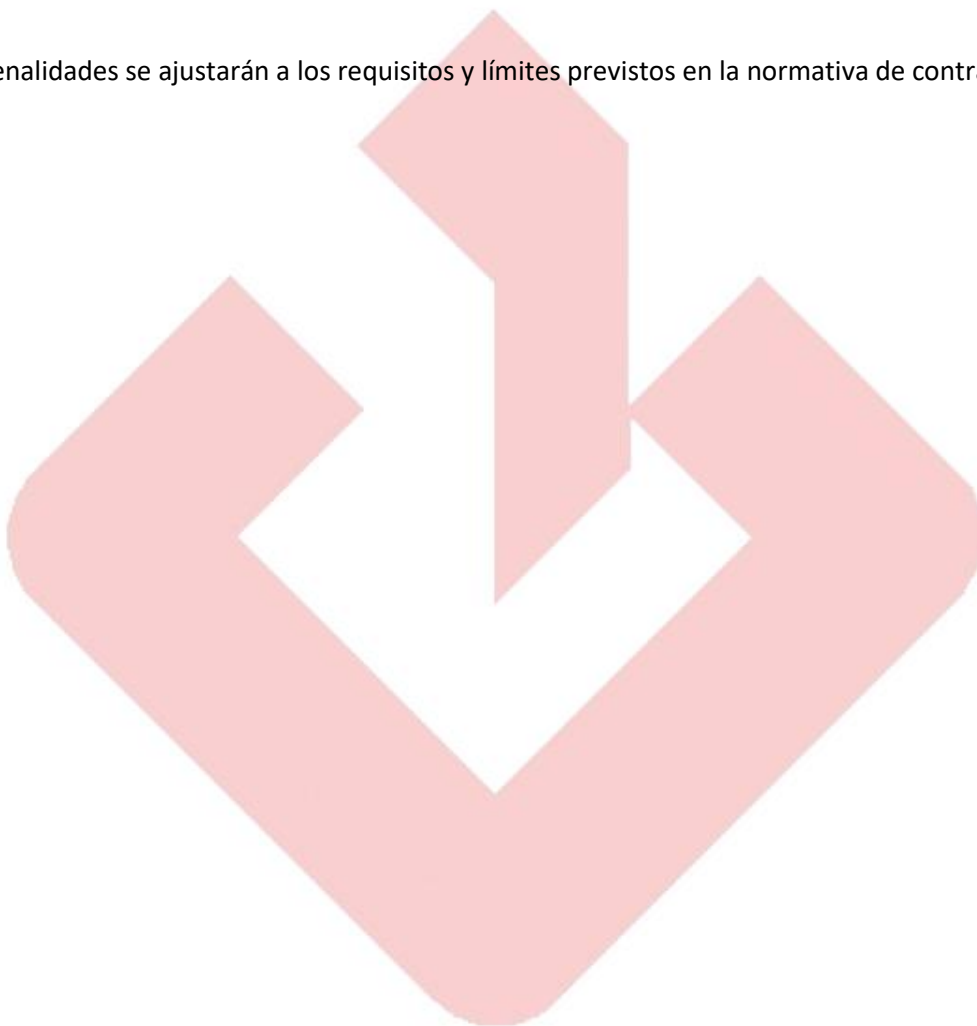 enalidades se ajustarán a los requisitos y límites previstos en la normativa de contra